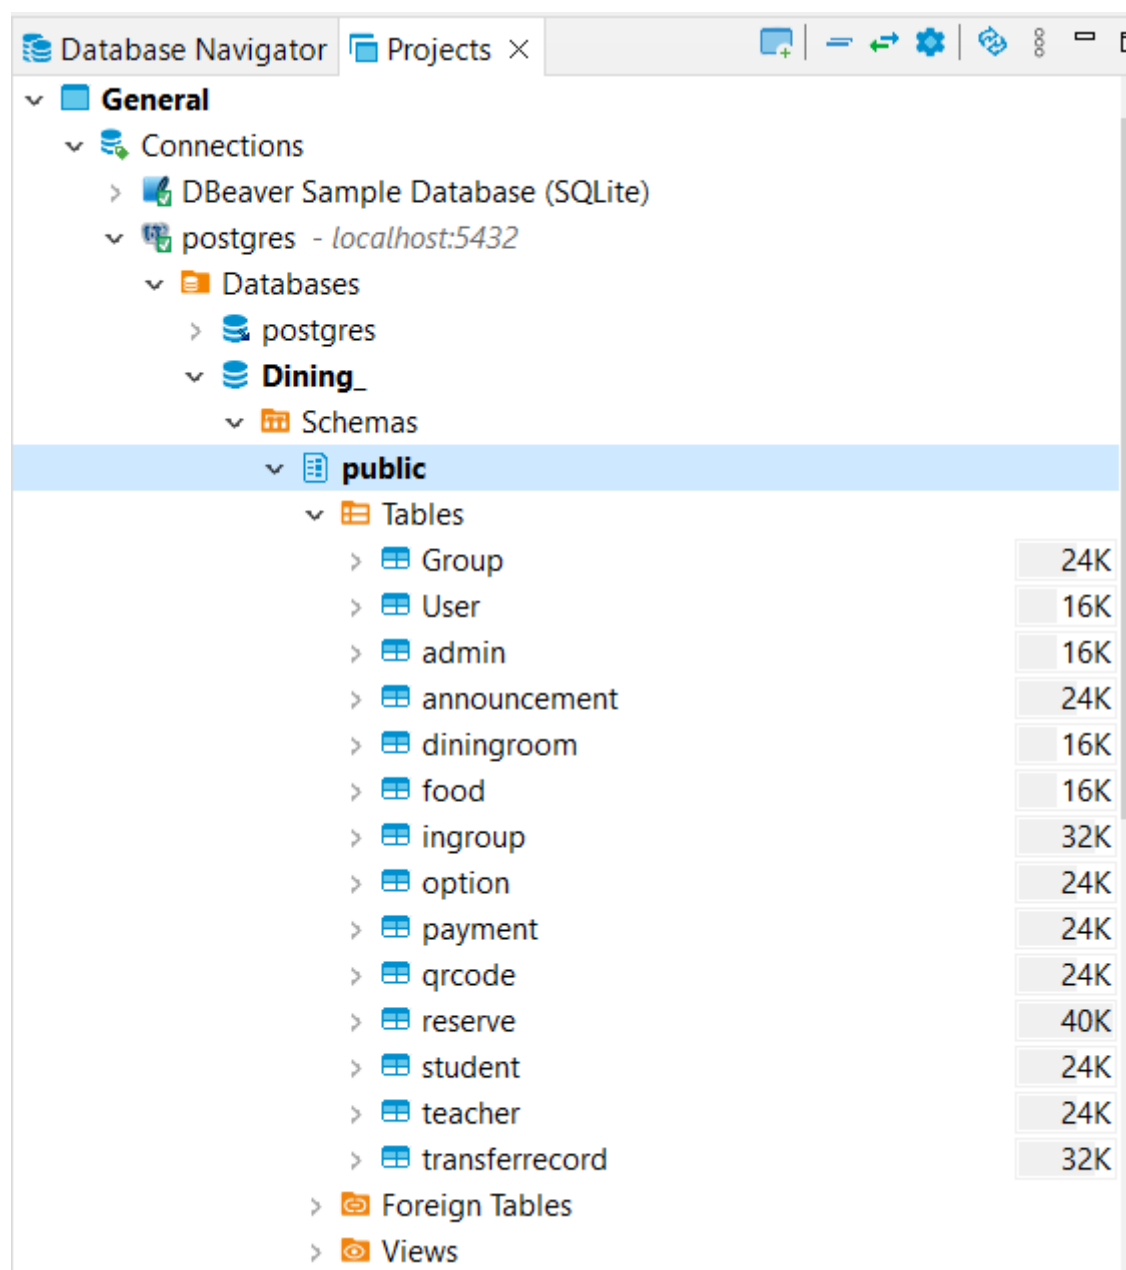 Database Navigator Projects
General
Connections
DBeaver Sample Database (SQLite)
postgres - localhost:5432
Databases
postgres
Dining_
Schemas
public
Tables
Group 24K
User 16K
admin 16K
announcement 24K
diningroom 16K
food 16K
ingroup 32K
option 24K
payment 24K
qrcode 24K
reserve 40K
student 24K
teacher 24K
transferrecord 32K
Foreign Tables
Views